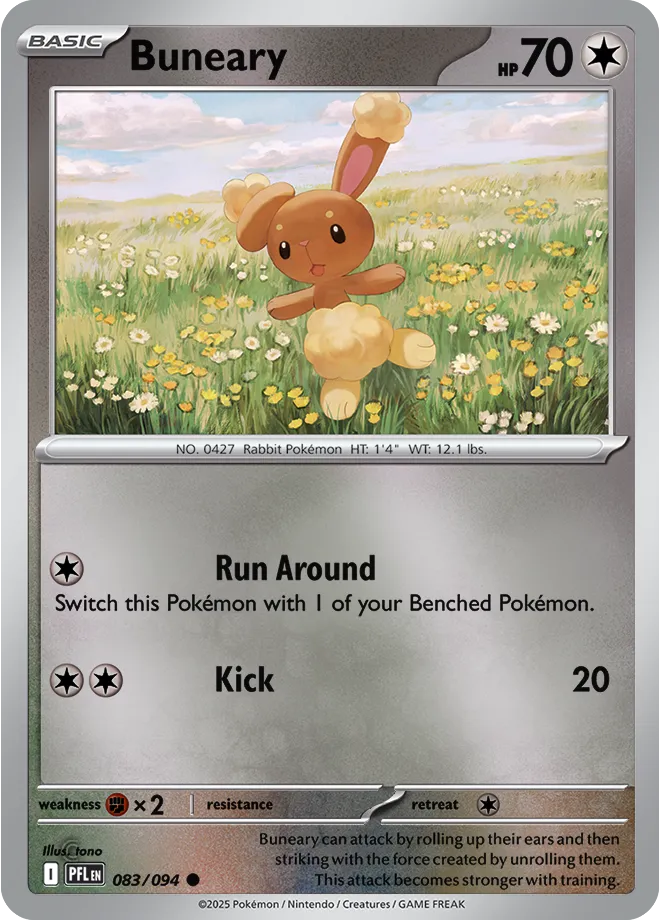 BASIC
Buneary
HP 70
NO. 0427 Rabbit Pokémon HT: 1'4" WT: 12.1 lbs.
Run Around
Switch this Pokémon with 1 of your Benched Pokémon.
Kick 20
weakness ×2 resistance retreat
Illus. tono
Buneary can attack by rolling up their ears and then
striking with the force created by unrolling them.
This attack becomes stronger with training.
I PFL EN 083/094
©2025 Pokémon / Nintendo / Creatures / GAME FREAK